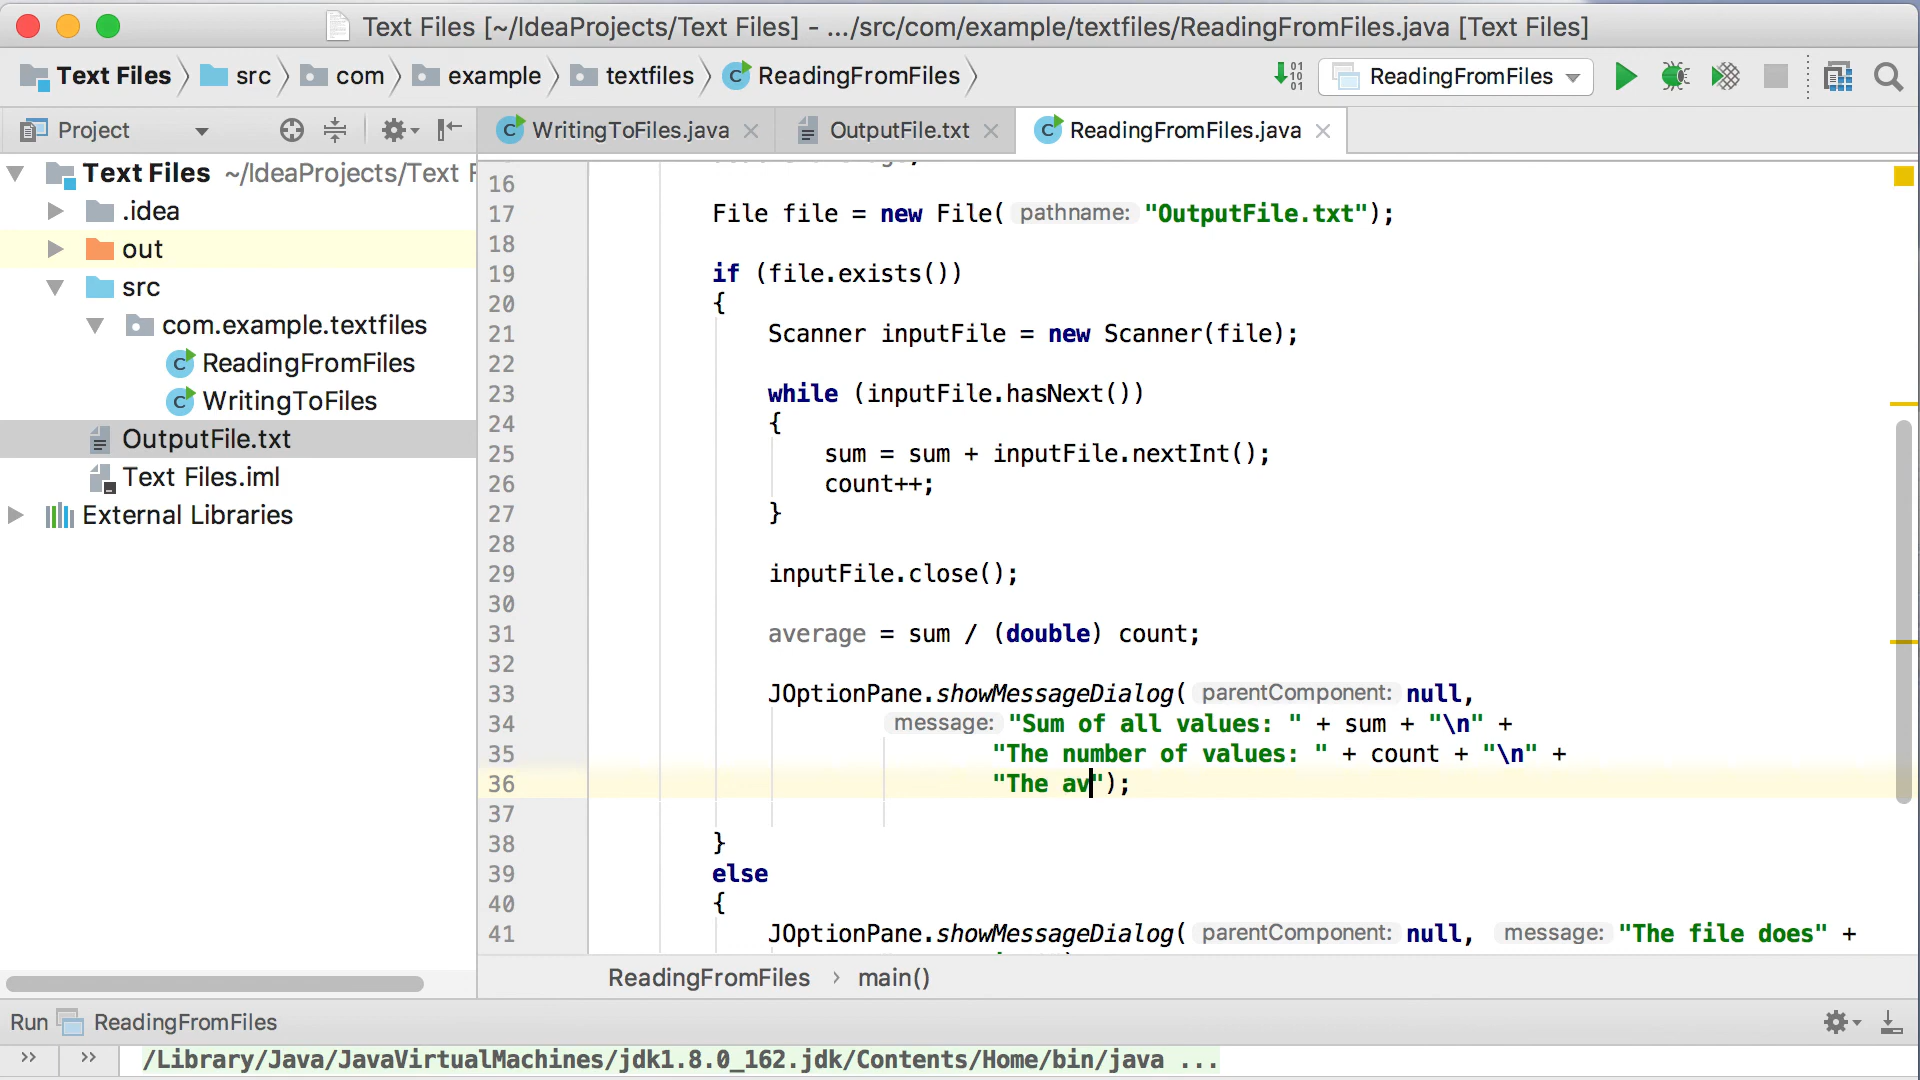 Text Files [~/IdeaProjects/Text Files] - .../src/com/example/textfiles/ReadingFromFiles.java [Text Files]
Text Files src com example textfiles ReadingFromFiles
ReadingFromFiles
Project
WritingToFiles.java
OutputFile.txt
ReadingFromFiles.java
Text Files ~/IdeaProjects/Text F
.idea
out
src
com.example.textfiles
ReadingFromFiles
WritingToFiles
OutputFile.txt
Text Files.iml
External Libraries
16
17 File file = new File( pathname: "OutputFile.txt");
18
19 if (file.exists())
20 {
21 Scanner inputFile = new Scanner(file);
22
23 while (inputFile.hasNext())
24 {
25 sum = sum + inputFile.nextInt();
26 count++;
27 }
28
29 inputFile.close();
30
31 average = sum / (double) count;
32
33 JOptionPane.showMessageDialog( parentComponent: null,
34 message: "Sum of all values: " + sum + "\n" +
35 "The number of values: " + count + "\n" +
36 "The av");
37
38 }
39 else
40 {
41 JOptionPane.showMessageDialog( parentComponent: null, message: "The file does" +
ReadingFromFiles › main()
Run ReadingFromFiles
/Library/Java/JavaVirtualMachines/jdk1.8.0_162.jdk/Contents/Home/bin/java ...